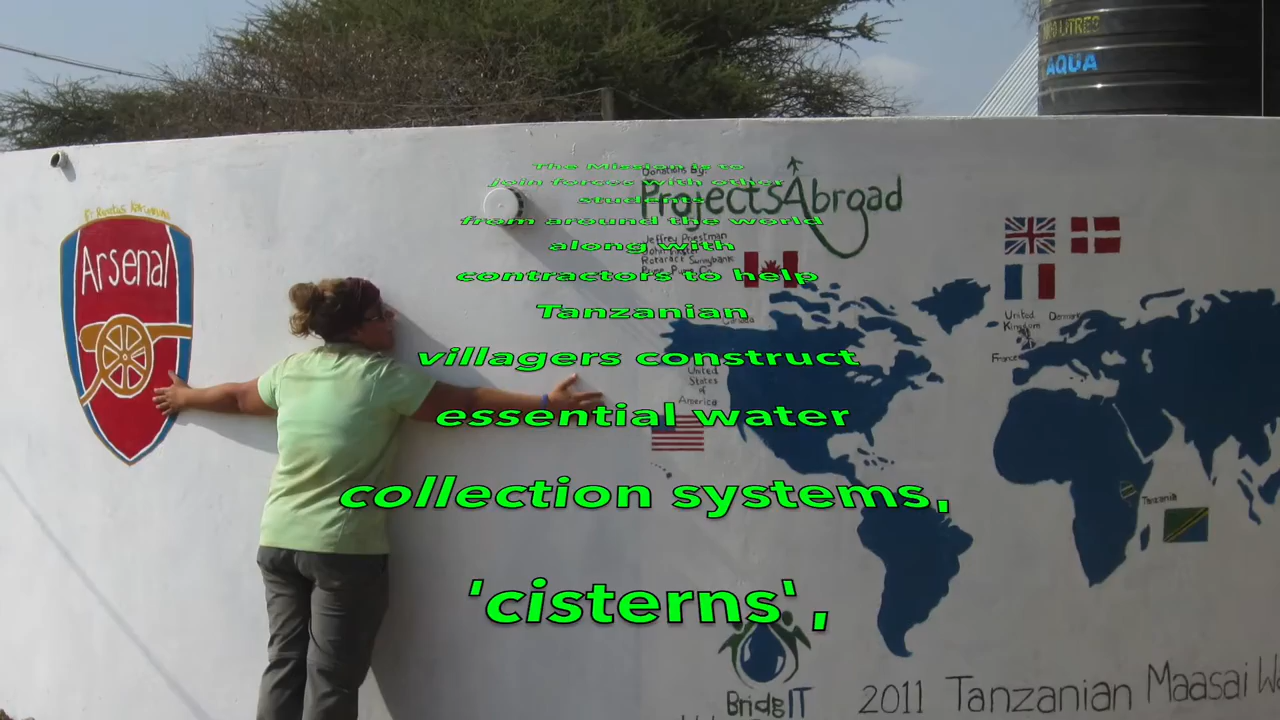 00 LITRES
AQUA
The Mission is to
join forces with other
students
from around the world
along with
contractors to help
Tanzanian
villagers construct
essential water
collection systems,
'cisterns',
Donations By:
ProjectsAbroad
Jeffrey Priestman
Rotaract Sunnybank
Arsenal
Canada
United
States
of
America
United
Kingdom
Denmark
France
Tanzania
BridgIT
2011 Tanzanian Maasai